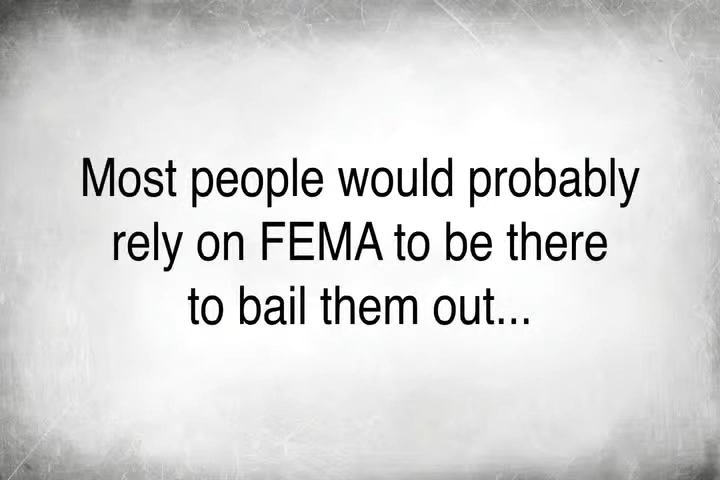 Most people would probably
rely on FEMA to be there
to bail them out...